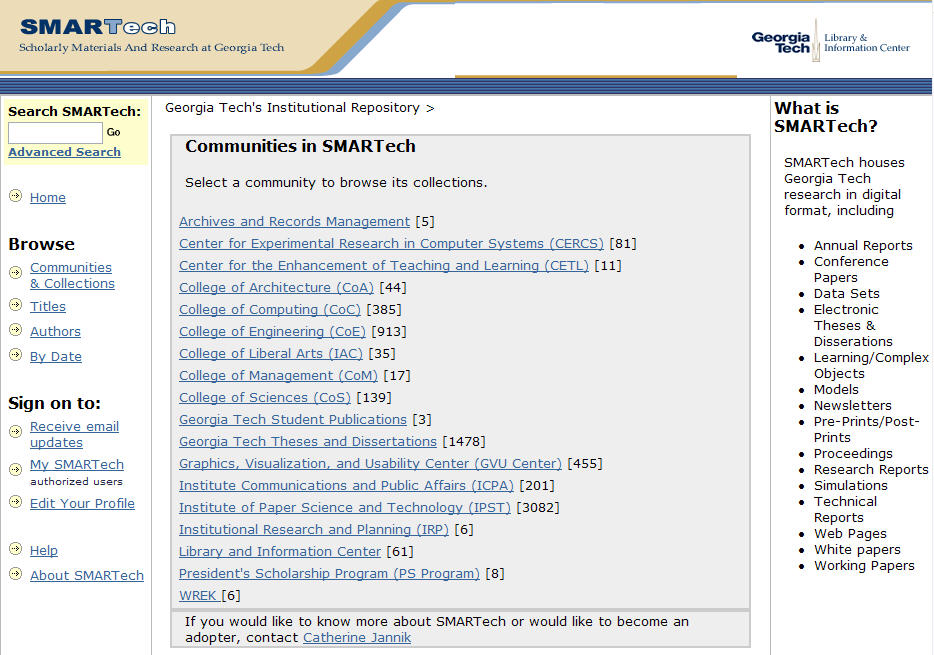 SMARTech
Scholarly Materials And Research at Georgia Tech
Georgia Tech
Library &
Information Center
Search SMARTech:
Go
Advanced Search
Home
Browse
Communities
& Collections
Titles
Authors
By Date
Sign on to:
Receive email
updates
My SMARTech
authorized users
Edit Your Profile
Help
About SMARTech
Georgia Tech's Institutional Repository >
Communities in SMARTech
Select a community to browse its collections.
Archives and Records Management [5]
Center for Experimental Research in Computer Systems (CERCS) [81]
Center for the Enhancement of Teaching and Learning (CETL) [11]
College of Architecture (CoA) [44]
College of Computing (CoC) [385]
College of Engineering (CoE) [913]
College of Liberal Arts (IAC) [35]
College of Management (CoM) [17]
College of Sciences (CoS) [139]
Georgia Tech Student Publications [3]
Georgia Tech Theses and Dissertations [1478]
Graphics, Visualization, and Usability Center (GVU Center) [455]
Institute Communications and Public Affairs (ICPA) [201]
Institute of Paper Science and Technology (IPST) [3082]
Institutional Research and Planning (IRP) [6]
Library and Information Center [61]
President's Scholarship Program (PS Program) [8]
WREK [6]
If you would like to know more about SMARTech or would like to become an
adopter, contact Catherine Jannik
What is
SMARTech?
SMARTech houses
Georgia Tech
research in digital
format, including
• Annual Reports
• Conference
Papers
• Data Sets
• Electronic
Theses &
Disserations
• Learning/Complex
Objects
• Models
• Newsletters
• Pre-Prints/Post-
Prints
• Proceedings
• Research Reports
• Simulations
• Technical
Reports
• Web Pages
• White papers
• Working Papers